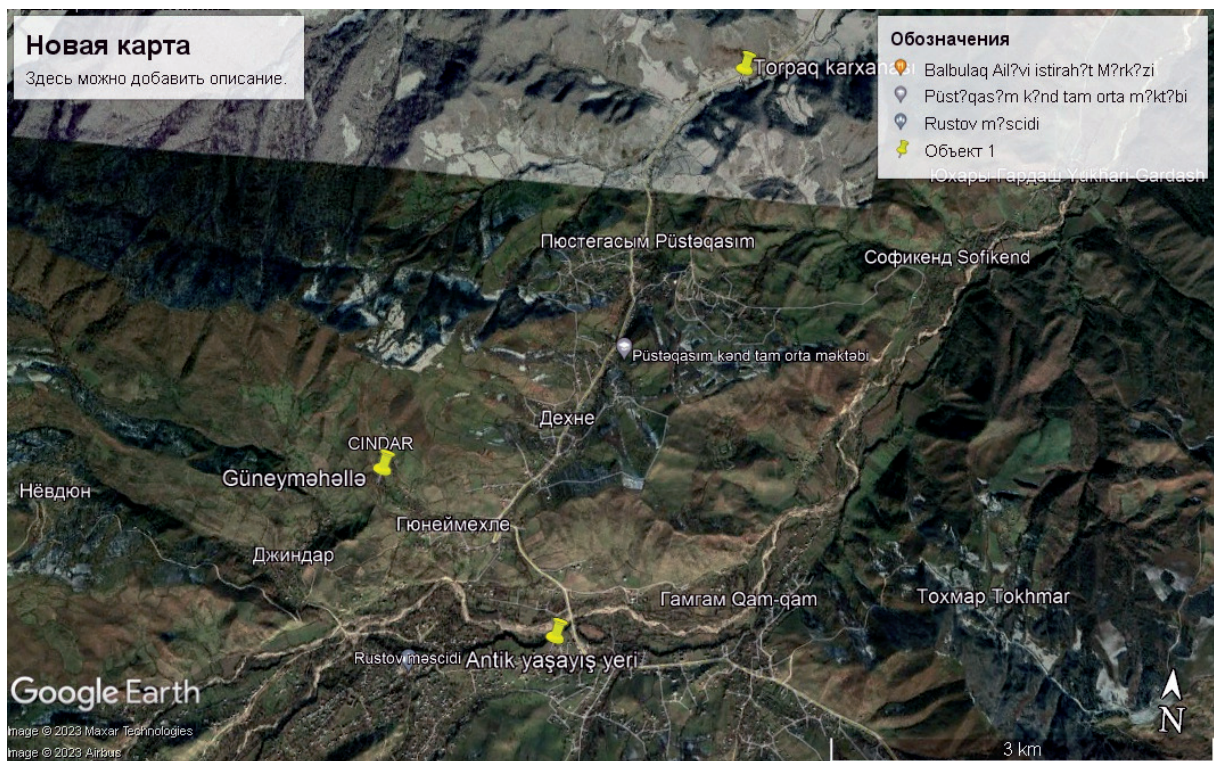 Новая карта
Здесь можно добавить описание.
Обозначения
Balbulaq Ail?vi istirah?t M?rk?zi
Püst?qas?m k?nd tam orta m?kt?bi
Rustov m?scidi
Объект 1
Torpaq karxanası
Юхары Гардаш Yukhari Gardash
Пюстегасым Püstəqasım
Софикенд Sofikend
Püstəqasım kənd tam orta məktəbi
Дехне
CINDAR
Güneyməhəllə
Нёвдюн
Гюнеймехле
Джиндар
Гамгам Qam-qam
Тохмар Tokhmar
Rustov məscidi
Antik yaşayış yeri
Google Earth
Image © 2023 Maxar Technologies
Image © 2023 Airbus
N
3 km